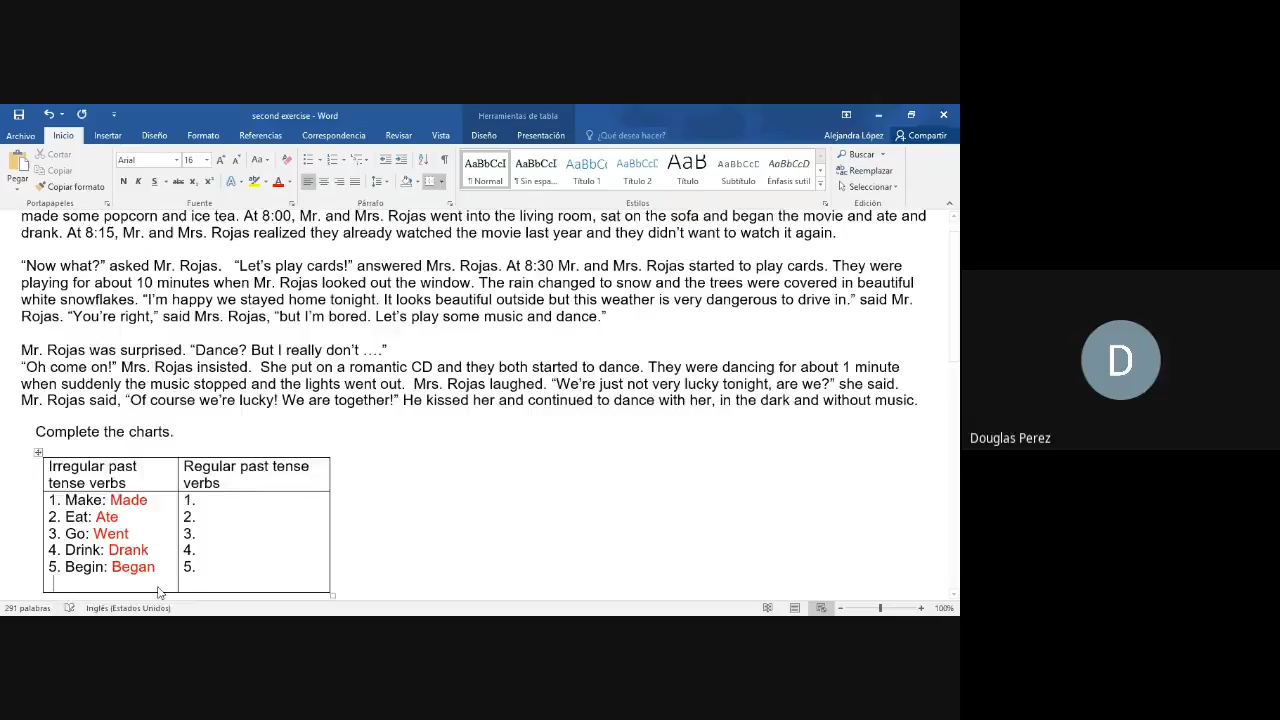 second exercise - Word
Herramientas de tabla
Archivo Inicio Insertar Diseño Formato Referencias Correspondencia Revisar Vista Diseño Presentación ¿Qué desea hacer? Alejandra López Compartir
Cortar
Copiar
Copiar formato
Pegar
Arial 16
AaBbCcI AaBbCcI AaBbCc AaBbCcI AaB AaBbCcI AaBbCcI
¶ Normal ¶ Sin espa... Título 1 Título 2 Título Subtítulo Énfasis sutil
Buscar
Reemplazar
Seleccionar
Portapapeles Fuente Párrafo Estilos Edición
made some popcorn and ice tea. At 8:00, Mr. and Mrs. Rojas went into the living room, sat on the sofa and began the movie and ate and
drank. At 8:15, Mr. and Mrs. Rojas realized they already watched the movie last year and they didn’t want to watch it again.
“Now what?” asked Mr. Rojas. “Let’s play cards!” answered Mrs. Rojas. At 8:30 Mr. and Mrs. Rojas started to play cards. They were
playing for about 10 minutes when Mr. Rojas looked out the window. The rain changed to snow and the trees were covered in beautiful
white snowflakes. “I’m happy we stayed home tonight. It looks beautiful outside but this weather is very dangerous to drive in.” said Mr.
Rojas. “You’re right,” said Mrs. Rojas, “but I’m bored. Let’s play some music and dance.”
Mr. Rojas was surprised. “Dance? But I really don’t ….”
“Oh come on!” Mrs. Rojas insisted. She put on a romantic CD and they both started to dance. They were dancing for about 1 minute
when suddenly the music stopped and the lights went out. Mrs. Rojas laughed. “We’re just not very lucky tonight, are we?” she said.
Mr. Rojas said, “Of course we’re lucky! We are together!” He kissed her and continued to dance with her, in the dark and without music.
Complete the charts.
Irregular past
tense verbs
Regular past tense
verbs
1. Make: Made
2. Eat: Ate
3. Go: Went
4. Drink: Drank
5. Begin: Began
1.
2.
3.
4.
5.
291 palabras Inglés (Estados Unidos) 100%
D
Douglas Perez